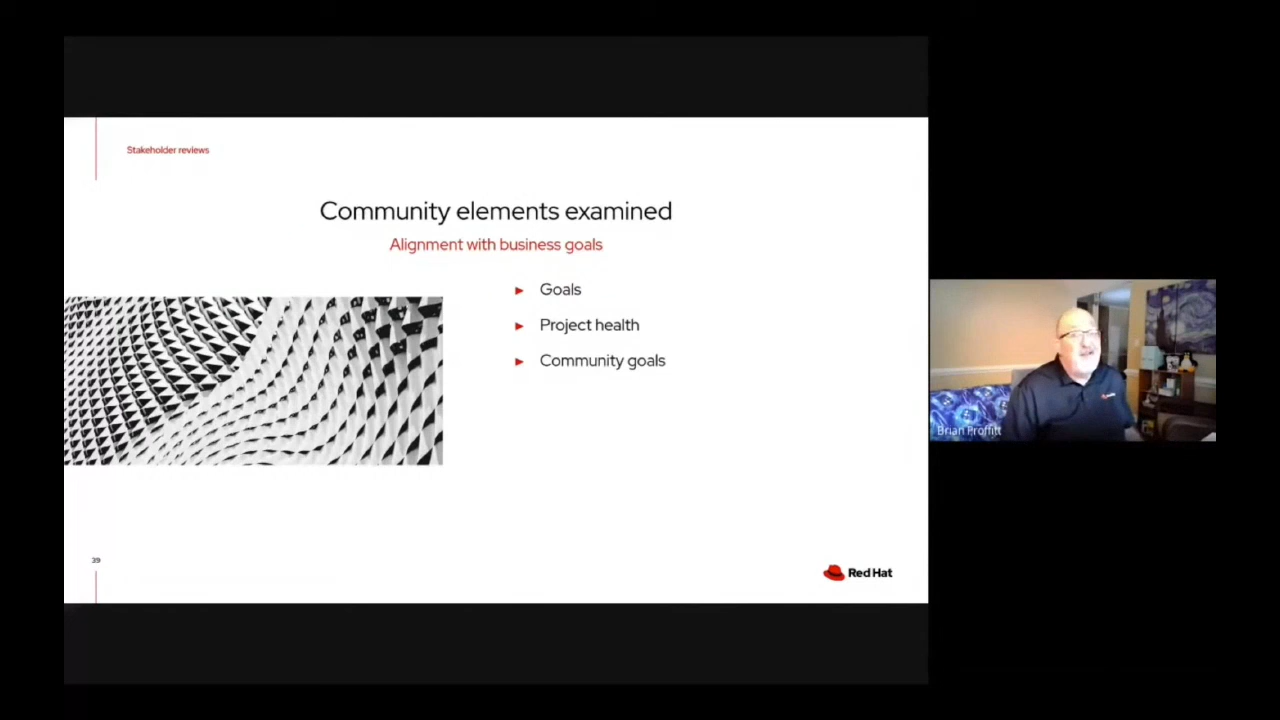 Stakeholder reviews
Community elements examined
Alignment with business goals
► Goals
► Project health
► Community goals
39
Red Hat
Brian Proffitt